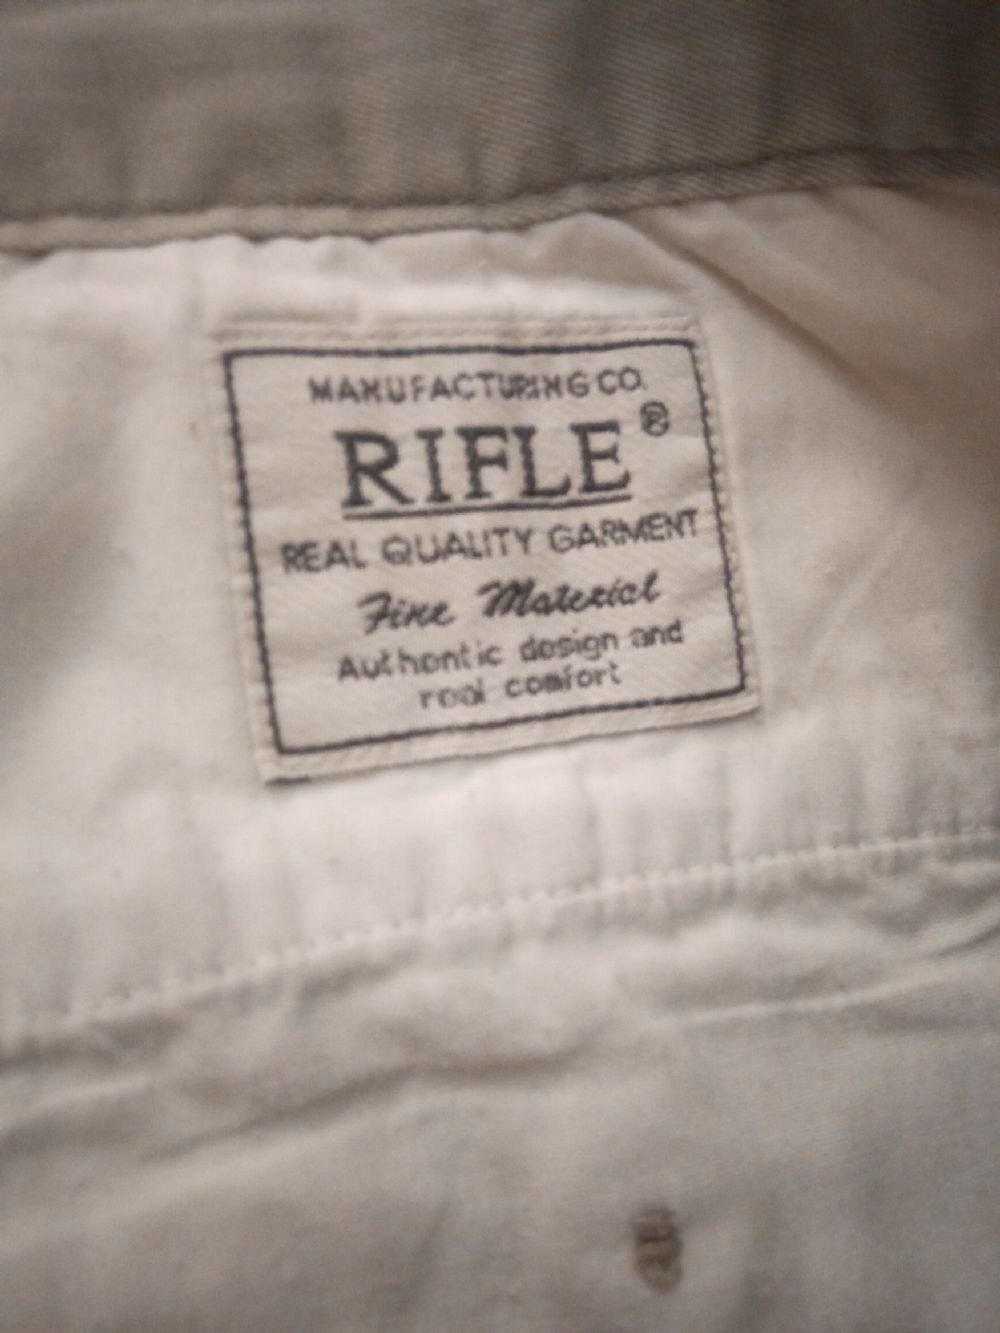 MANUFACTURING CO.
RIFLE ®
REAL QUALITY GARMENT
Fine Material
Authentic design and
real comfort